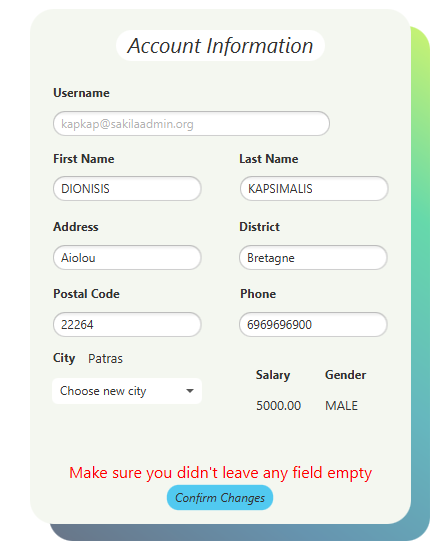 Account Information
Username
kapkap@sakilaadmin.org
First Name Last Name
DIONISIS KAPSIMALIS
Address District
Aiolou Bretagne
Postal Code Phone
22264 6969696900
City Patras
Salary Gender
Choose new city
5000.00 MALE
Make sure you didn't leave any field empty
Confirm Changes